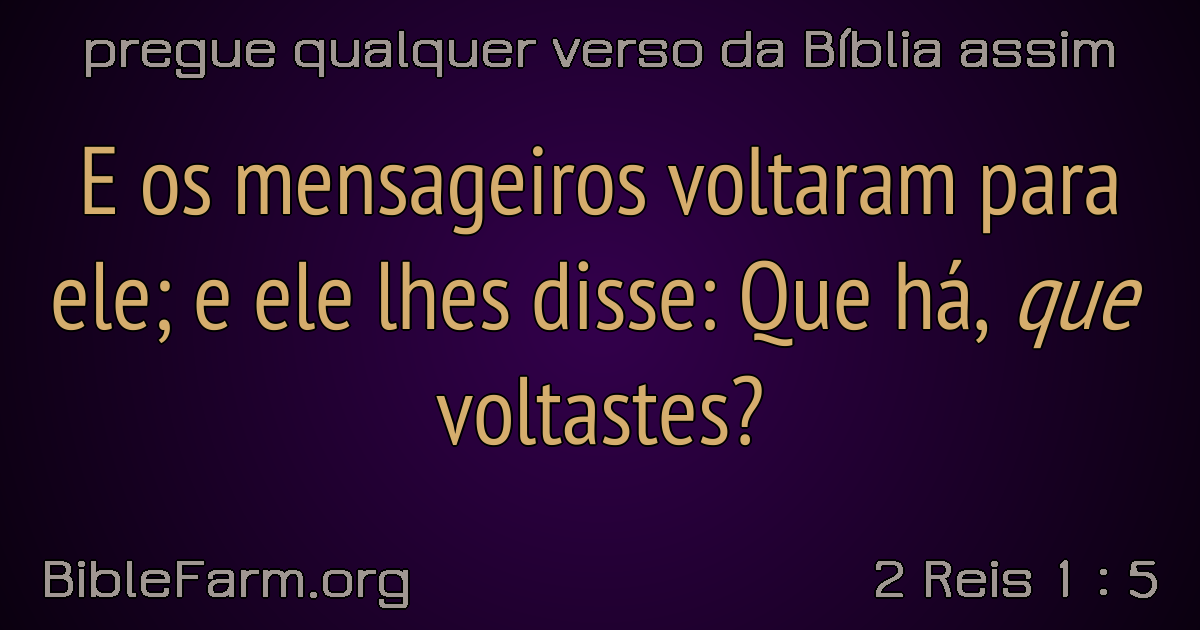 pregue qualquer verso da Bíblia assim
E os mensageiros voltaram para
ele; e ele lhes disse: Que há, que
voltastes?
BibleFarm.org
2 Reis 1 : 5